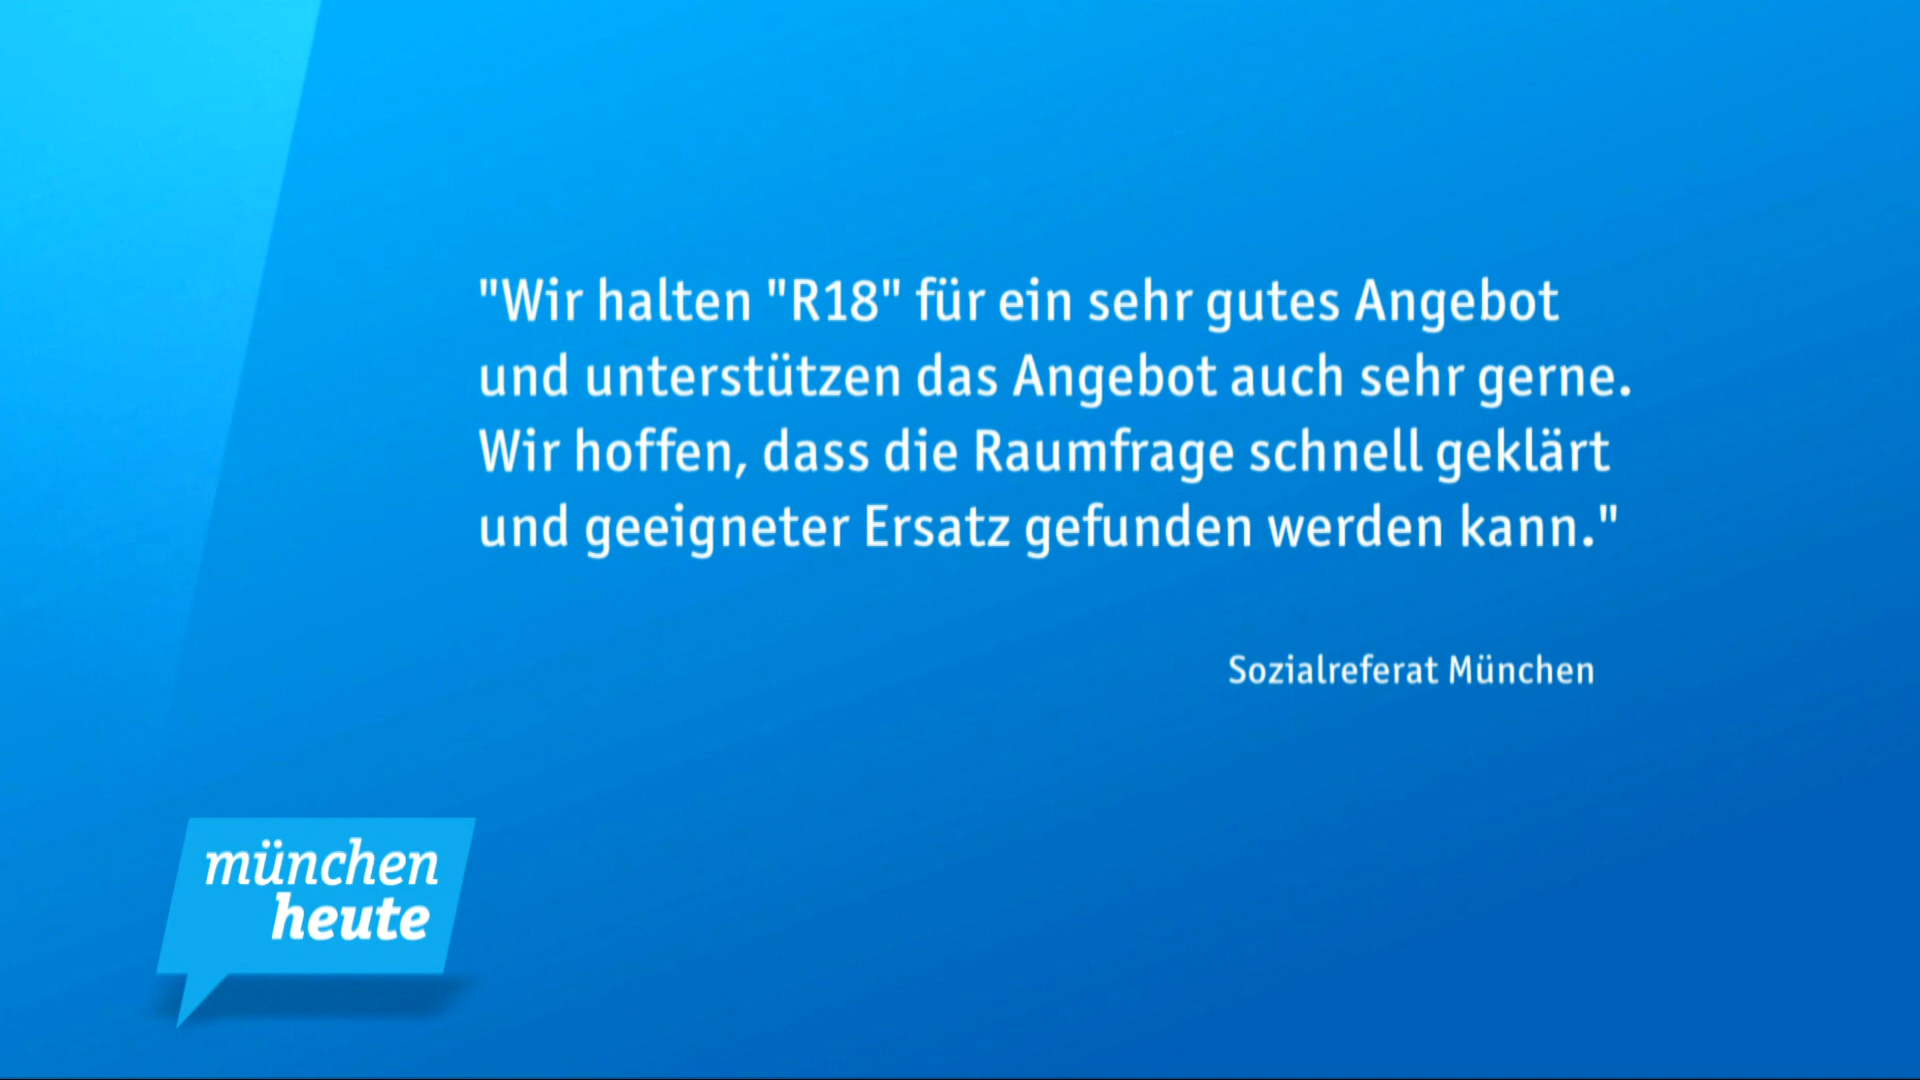 "Wir halten "R18" für ein sehr gutes Angebot
und unterstützen das Angebot auch sehr gerne.
Wir hoffen, dass die Raumfrage schnell geklärt
und geeigneter Ersatz gefunden werden kann."
Sozialreferat München
münchen
heute